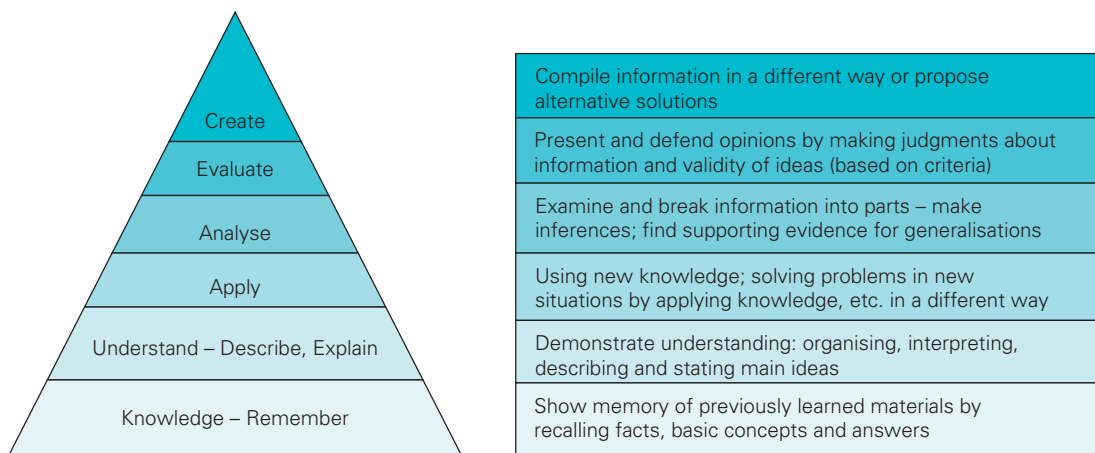 Create
Evaluate
Analyse
Apply
Understand – Describe, Explain
Knowledge – Remember
Compile information in a different way or propose
alternative solutions
Present and defend opinions by making judgments about
information and validity of ideas (based on criteria)
Examine and break information into parts – make
inferences; find supporting evidence for generalisations
Using new knowledge; solving problems in new
situations by applying knowledge, etc. in a different way
Demonstrate understanding: organising, interpreting,
describing and stating main ideas
Show memory of previously learned materials by
recalling facts, basic concepts and answers